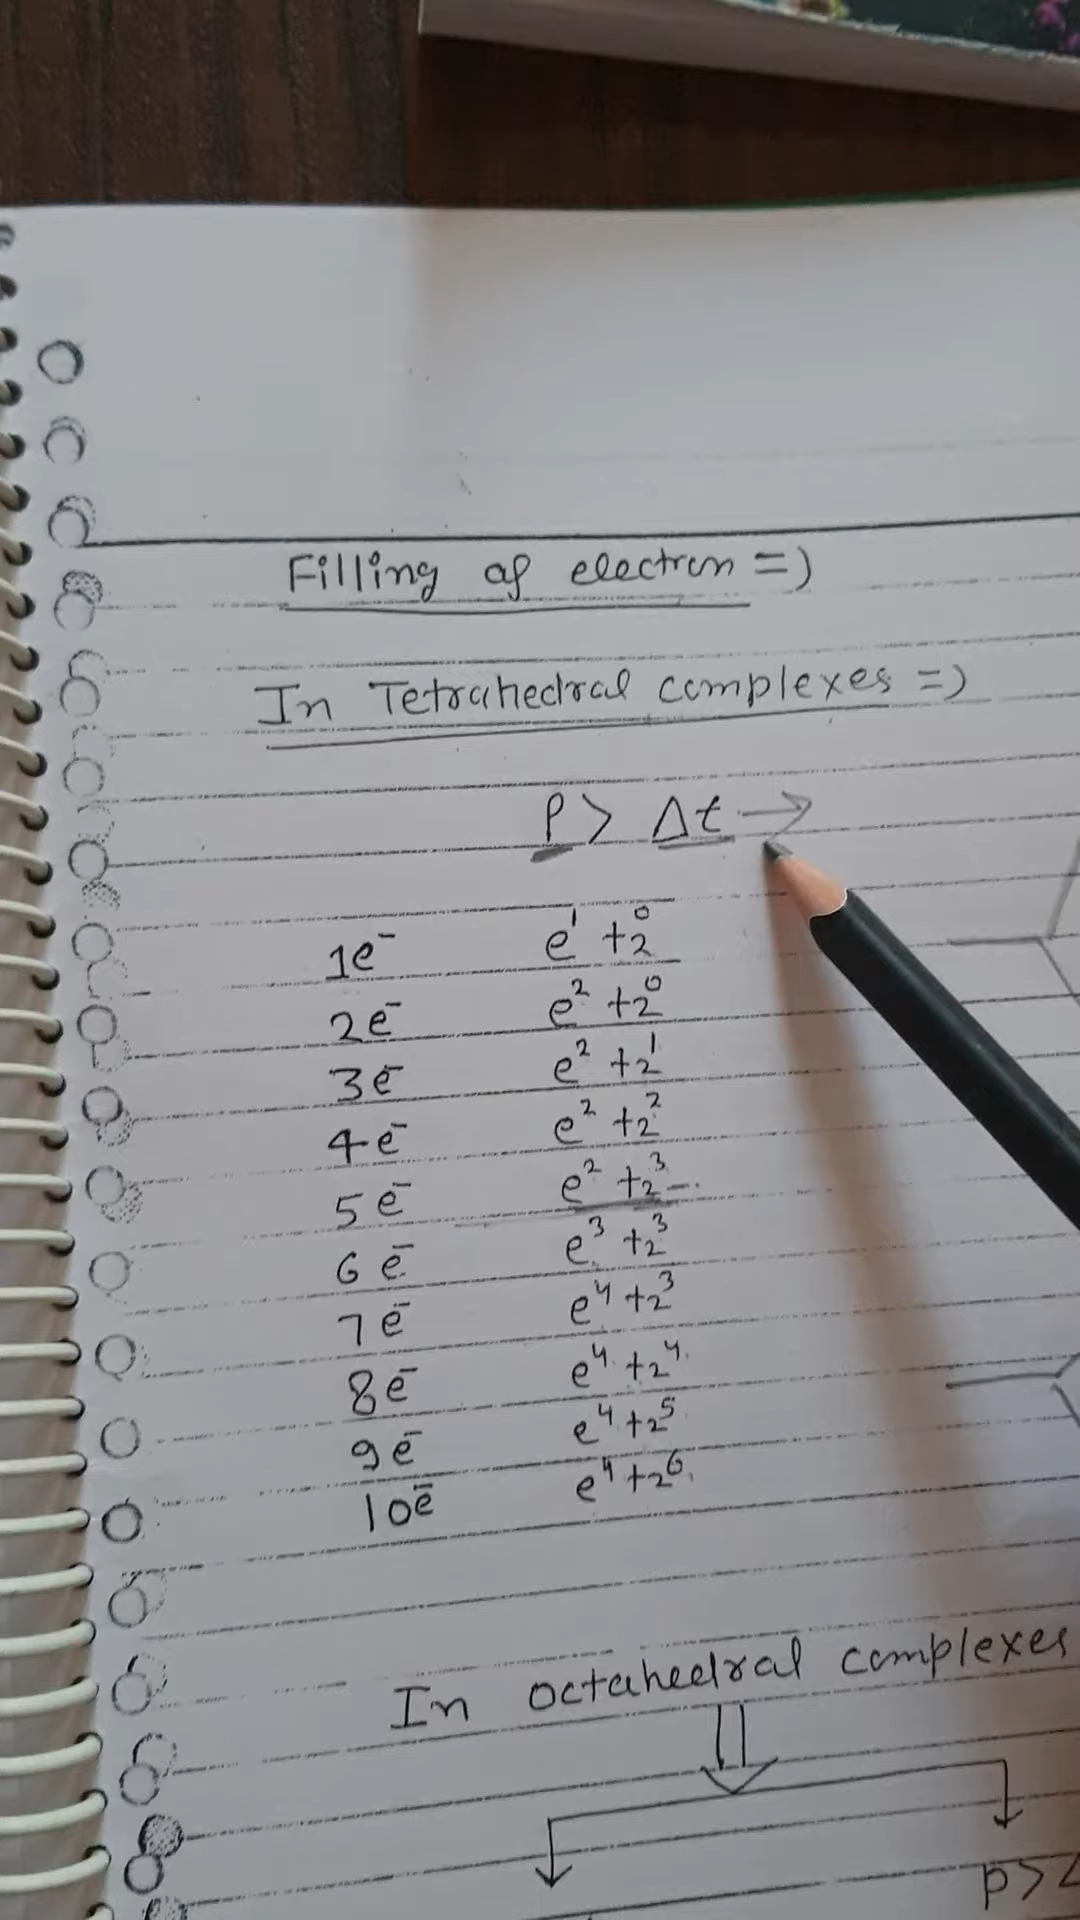 Filling of electron =)
In Tetrahedral complexes =)
P > Δt →
1e⁻ e¹ t₂⁰
2e⁻ e² t₂⁰
3e⁻ e² t₂¹
4e⁻ e² t₂²
5e⁻ e² t₂³
6e⁻ e³ t₂³
7e⁻ e⁴ t₂³
8e⁻ e⁴ t₂⁴
9e⁻ e⁴ t₂⁵
10e⁻ e⁴ t₂⁶
In octahedral complexes
p >